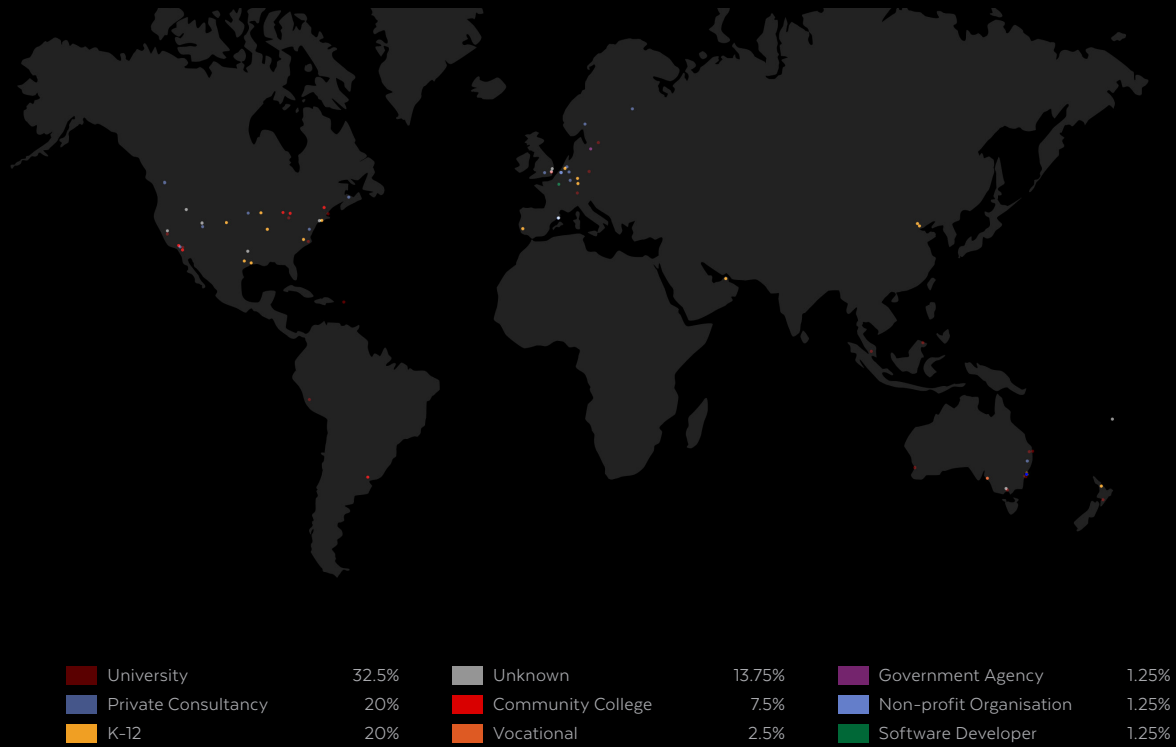 University 32.5%
Private Consultancy 20%
K-12 20%
Unknown 13.75%
Community College 7.5%
Vocational 2.5%
Government Agency 1.25%
Non-profit Organisation 1.25%
Software Developer 1.25%